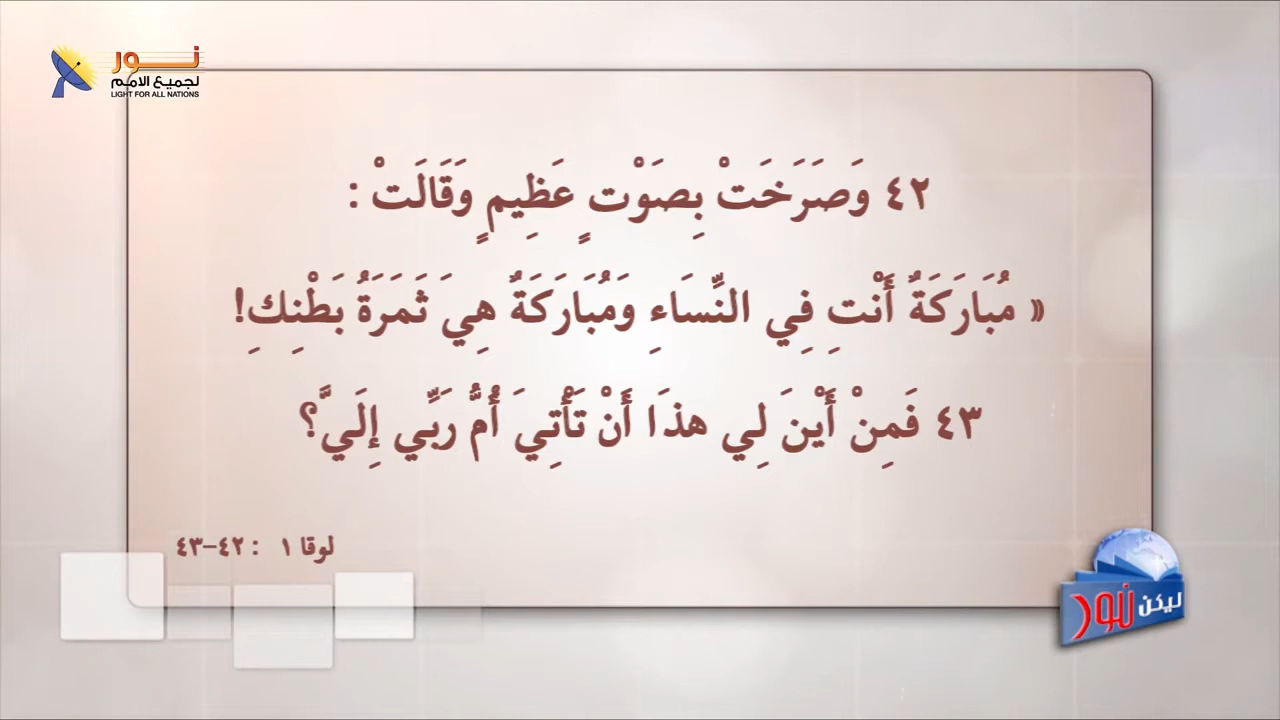 نـــور
لجميع الامم
LIGHT FOR ALL NATIONS
٤٢ وَصَرَخَتْ بِصَوْتٍ عَظِيمٍ وَقَالَتْ :
« مُبَارَكَةٌ أَنْتِ فِي النِّسَاءِ وَمُبَارَكَةٌ هِيَ ثَمَرَةُ بَطْنِكِ!
٤٣ فَمِنْ أَيْنَ لِي هذَا أَنْ تَأْتِيَ أُمُّ رَبِّي إِلَيَّ؟
لوقا ١ : ٤٢-٤٣
ليكن نور